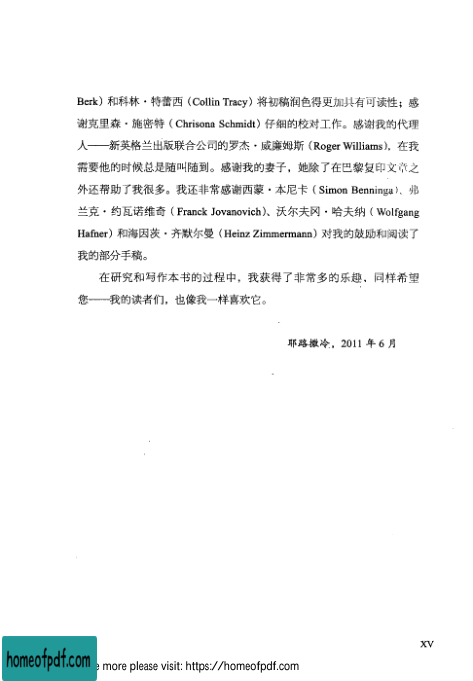 Berk）和科林·特蕾西（Collin Tracy）将初稿润色得更加具有可读性；感
谢克里森·施密特（Chrisona Schmidt）仔细的校对工作。感谢我的代理
人——新英格兰出版联合公司的罗杰·威廉姆斯（Roger Williams），在我
需要他的时候总是随叫随到。感谢我的妻子，她除了在巴黎复印文章之
外还帮助了我很多。我还非常感谢西蒙·本尼卡（Simon Benninga）、弗
兰克·约瓦诺维奇（Franck Jovanovich）、沃尔夫冈·哈夫纳（Wolfgang
Hafner）和海因茨·齐默尔曼（Heinz Zimmermann）对我的鼓励和阅读了
我的部分手稿。
在研究和写作本书的过程中，我获得了非常多的乐趣、同样希望
您——我的读者们，也像我一样喜欢它。
耶路撒冷，2011 年 6 月
XV
homeofpdf.com
e more please visit: https://homeofpdf.com